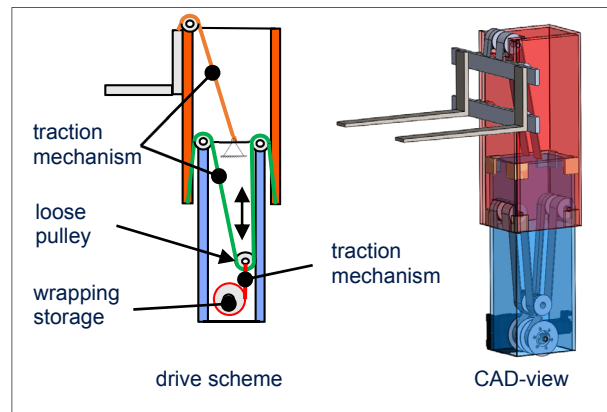 traction
mechanism
loose
pulley
wrapping
storage
traction
mechanism
drive scheme
CAD-view